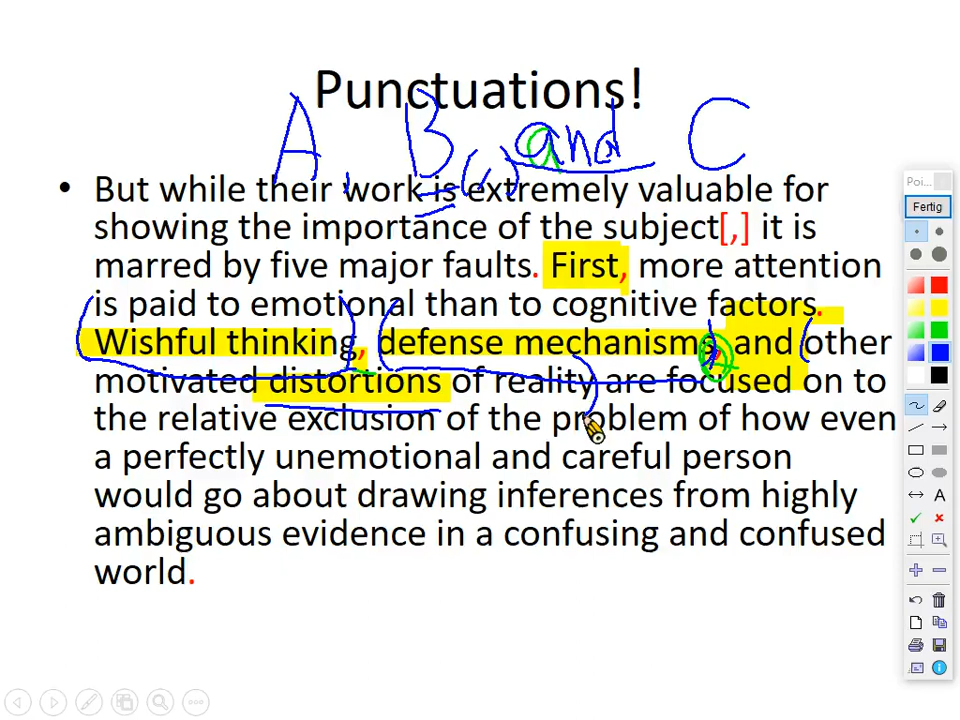 Punctuations!
A, B(,) and C
• But while their work is extremely valuable for
showing the importance of the subject[,] it is
marred by five major faults. First, more attention
is paid to emotional than to cognitive factors.
Wishful thinking, defense mechanisms, and other
motivated distortions of reality are focused on to
the relative exclusion of the problem of how even
a perfectly unemotional and careful person
would go about drawing inferences from highly
ambiguous evidence in a confusing and confused
world.
Poi...
Fertig
A